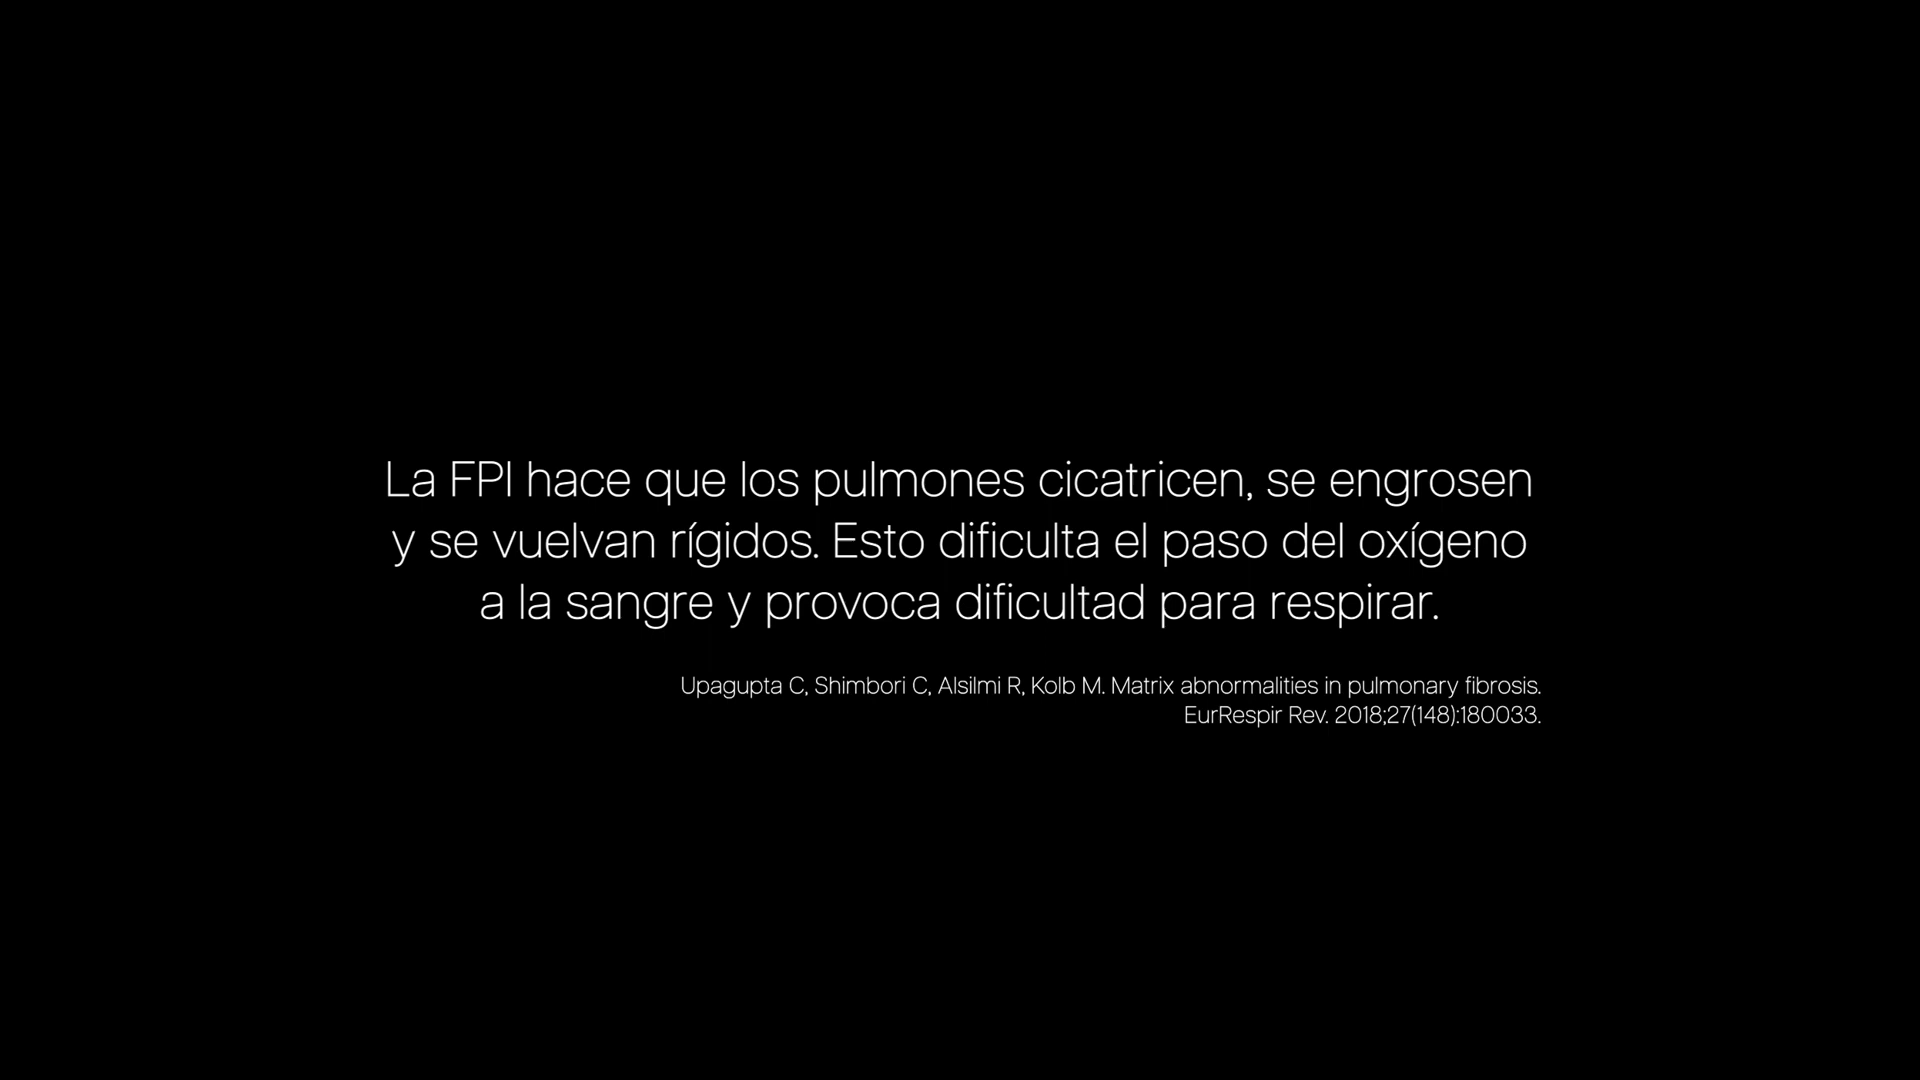 La FPI hace que los pulmones cicatricen, se engrosen
y se vuelvan rígidos. Esto dificulta el paso del oxígeno
a la sangre y provoca dificultad para respirar.
Upagupta C, Shimbori C, Alsilmi R, Kolb M. Matrix abnormalities in pulmonary fibrosis.
EurRespir Rev. 2018;27(148):180033.